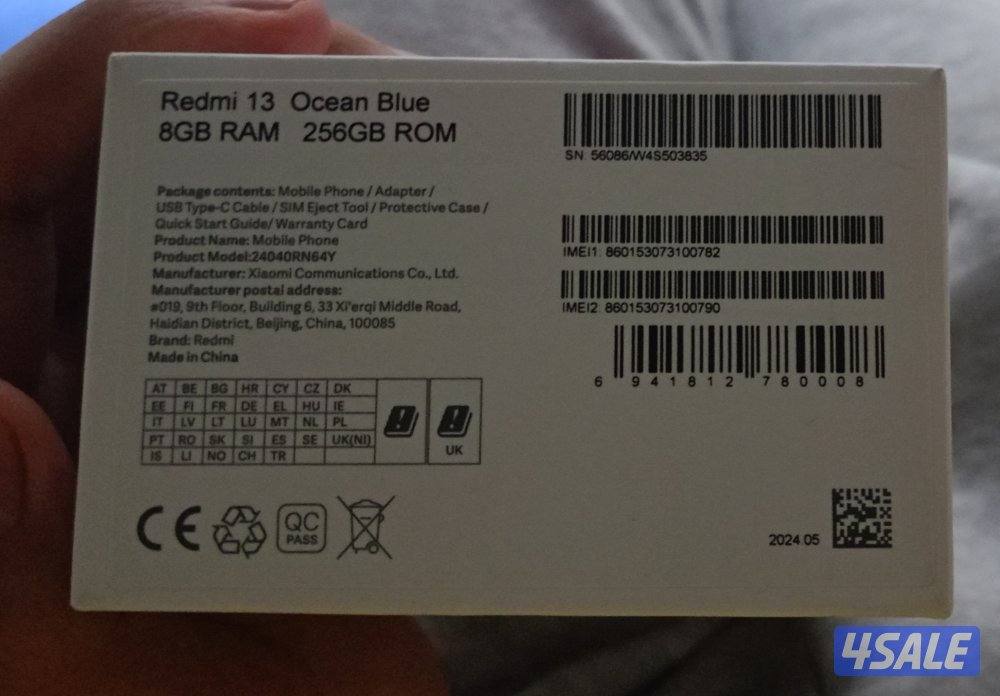 Redmi 13 Ocean Blue
8GB RAM 256GB ROM
Package contents: Mobile Phone / Adapter /
USB Type-C Cable / SIM Eject Tool / Protective Case /
Quick Start Guide/ Warranty Card
Product Name: Mobile Phone
Product Model:24040RN64Y
Manufacturer: Xiaomi Communications Co., Ltd.
Manufacturer postal address:
#019, 9th Floor, Building 6, 33 Xi'erqi Middle Road,
Haidian District, Beijing, China, 100085
Brand: Redmi
Made in China
SN: 56086/W4S503835
IMEI1: 860153073100782
IMEI2: 860153073100790
6 941812 780008
AT BE BG HR CY CZ DK
EE FI FR DE EL HU IE
IT LV LT LU MT NL PL
PT RO SK SI ES SE UK(NI)
IS LI NO CH TR
UK
CE
QC
PASS
2024.05
4SALE